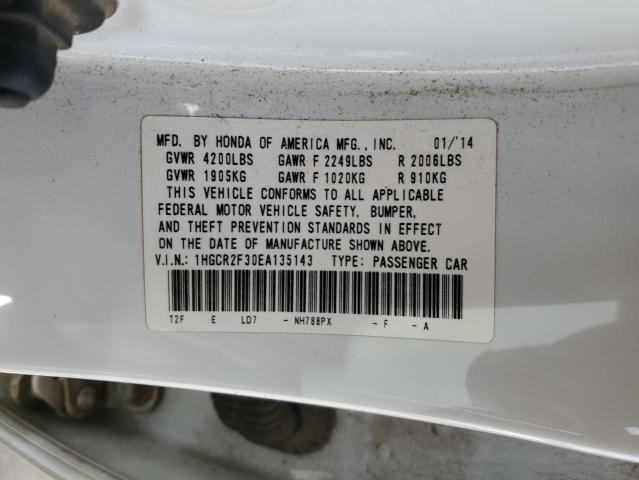 MFD. BY HONDA OF AMERICA MFG., INC. 01/'14
GVWR 4200LBS GAWR F 2249LBS R 2006LBS
GVWR 1905KG GAWR F 1020KG R 910KG
THIS VEHICLE CONFORMS TO ALL APPLICABLE
FEDERAL MOTOR VEHICLE SAFETY, BUMPER,
AND THEFT PREVENTION STANDARDS IN EFFECT
ON THE DATE OF MANUFACTURE SHOWN ABOVE.
V.I.N.: 1HGCR2F30EA135143 TYPE: PASSENGER CAR
T2F E LD7 - NH788PX - F - A